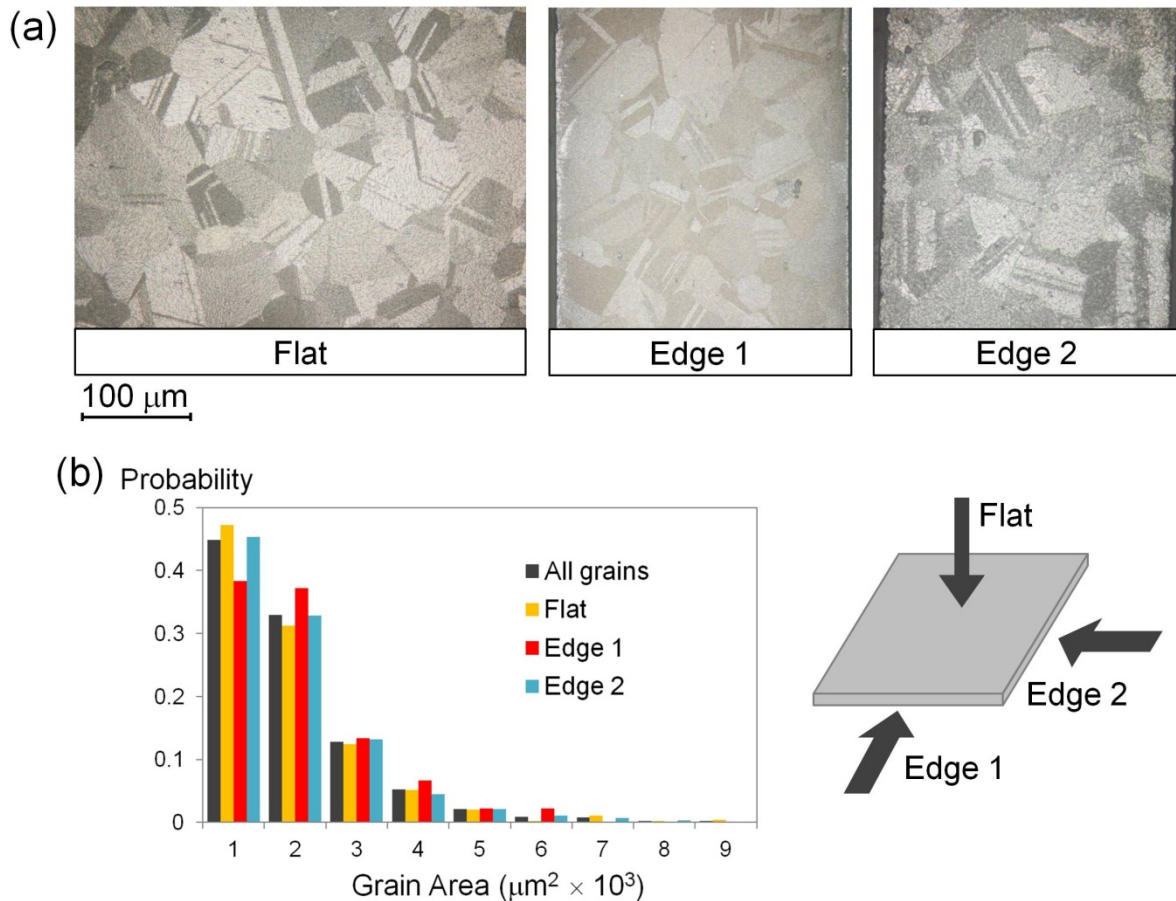 (a)
Flat
Edge 1
Edge 2
100 μm
(b)
Probability
0.5
0.4
0.3
0.2
0.1
0
All grains
Flat
Edge 1
Edge 2
1 2 3 4 5 6 7 8 9
Grain Area (μm² × 10³)
Flat
Edge 2
Edge 1